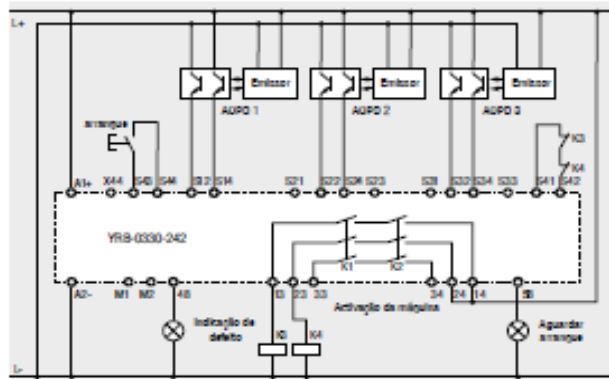 L+
Emissor Emissor Emissor
AOPD 1 AOPD 2 AOPD 3
arranque
K3
K4
A1+ X44 S43 S44 S12 S14 S21 S22 S24 S23 S31 S32 S34 S33 S41 S42
YRB-0330-242
K1 K2
A2- M1 M2 48 13 23 33 34 24 14 58
Activação da máquina
Indicação de
defeito
K3 K4
Aguardar
arranque
L-